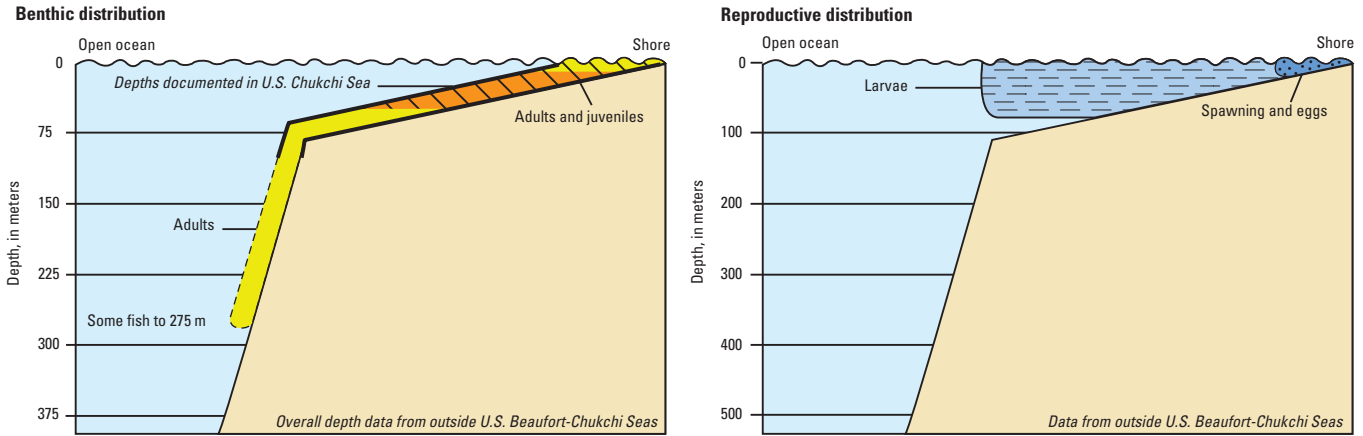 Benthic distribution
Open ocean
Shore
0
Depths documented in U.S. Chukchi Sea
Adults and juveniles
75
150
Adults
225
Some fish to 275 m
300
375
Depth, in meters
Overall depth data from outside U.S. Beaufort-Chukchi Seas
Reproductive distribution
Open ocean
Shore
0
Larvae
Spawning and eggs
100
200
300
400
500
Depth, in meters
Data from outside U.S. Beaufort-Chukchi Seas